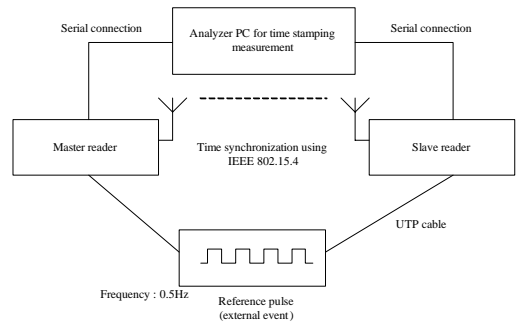 Serial connection
Analyzer PC for time stamping
measurement
Serial connection
Master reader
Time synchronization using
IEEE 802.15.4
Slave reader
UTP cable
Frequency : 0.5Hz
Reference pulse
(external event)